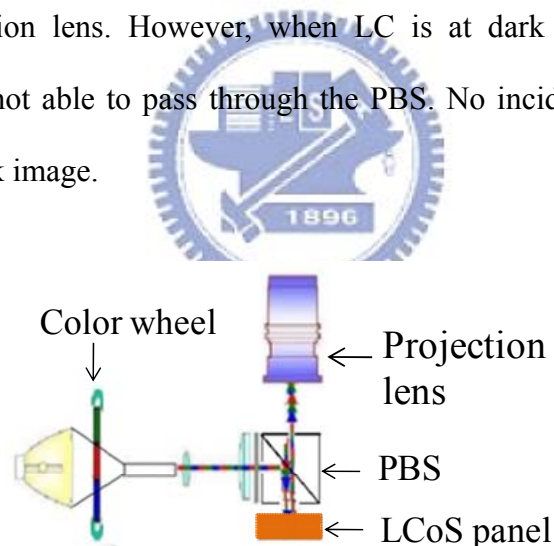 ion lens. However, when LC is at dark
not able to pass through the PBS. No incid
x image.
1896
Color wheel
Projection
lens
PBS
LCoS panel